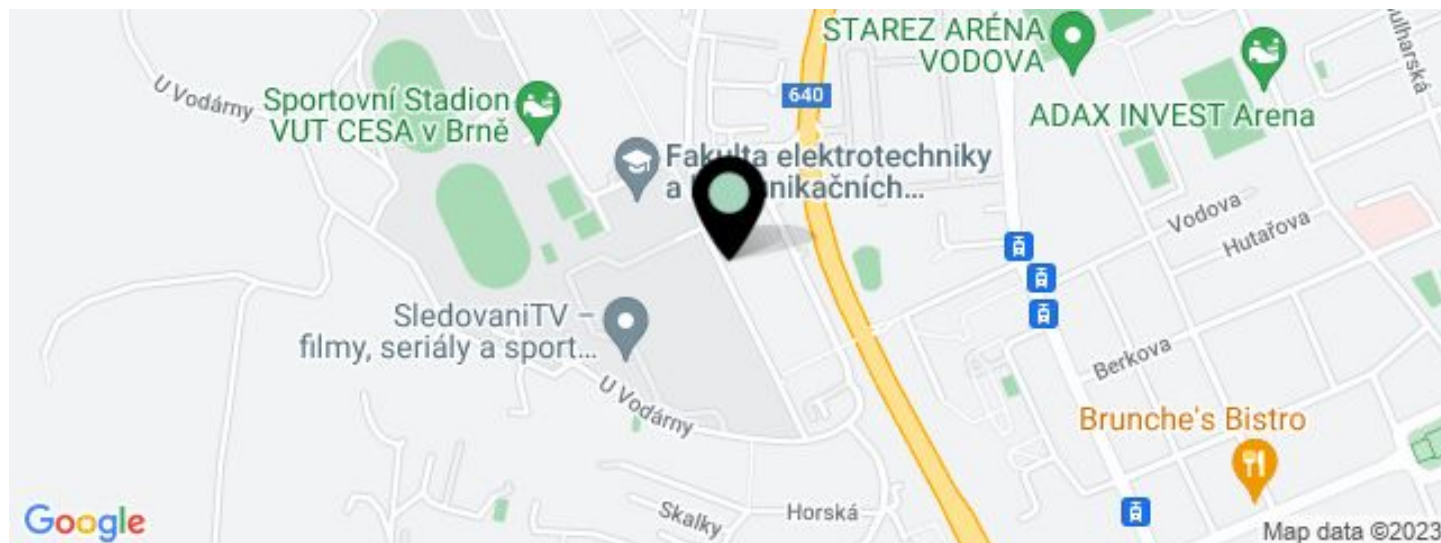 STAREZ ARÉNA
VODOVA
ADAX INVEST Arena
U Vodárny
Sportovní Stadion
VUT CESA v Brně
640
Fakulta elektrotechniky
a
unikačních...
Vodova
Hutařova
SledovaniTV –
filmy, seriály a sport...
U Vodárny
Berkova
Brunche's Bistro
Skalky
Horská
Google
Map data ©2023